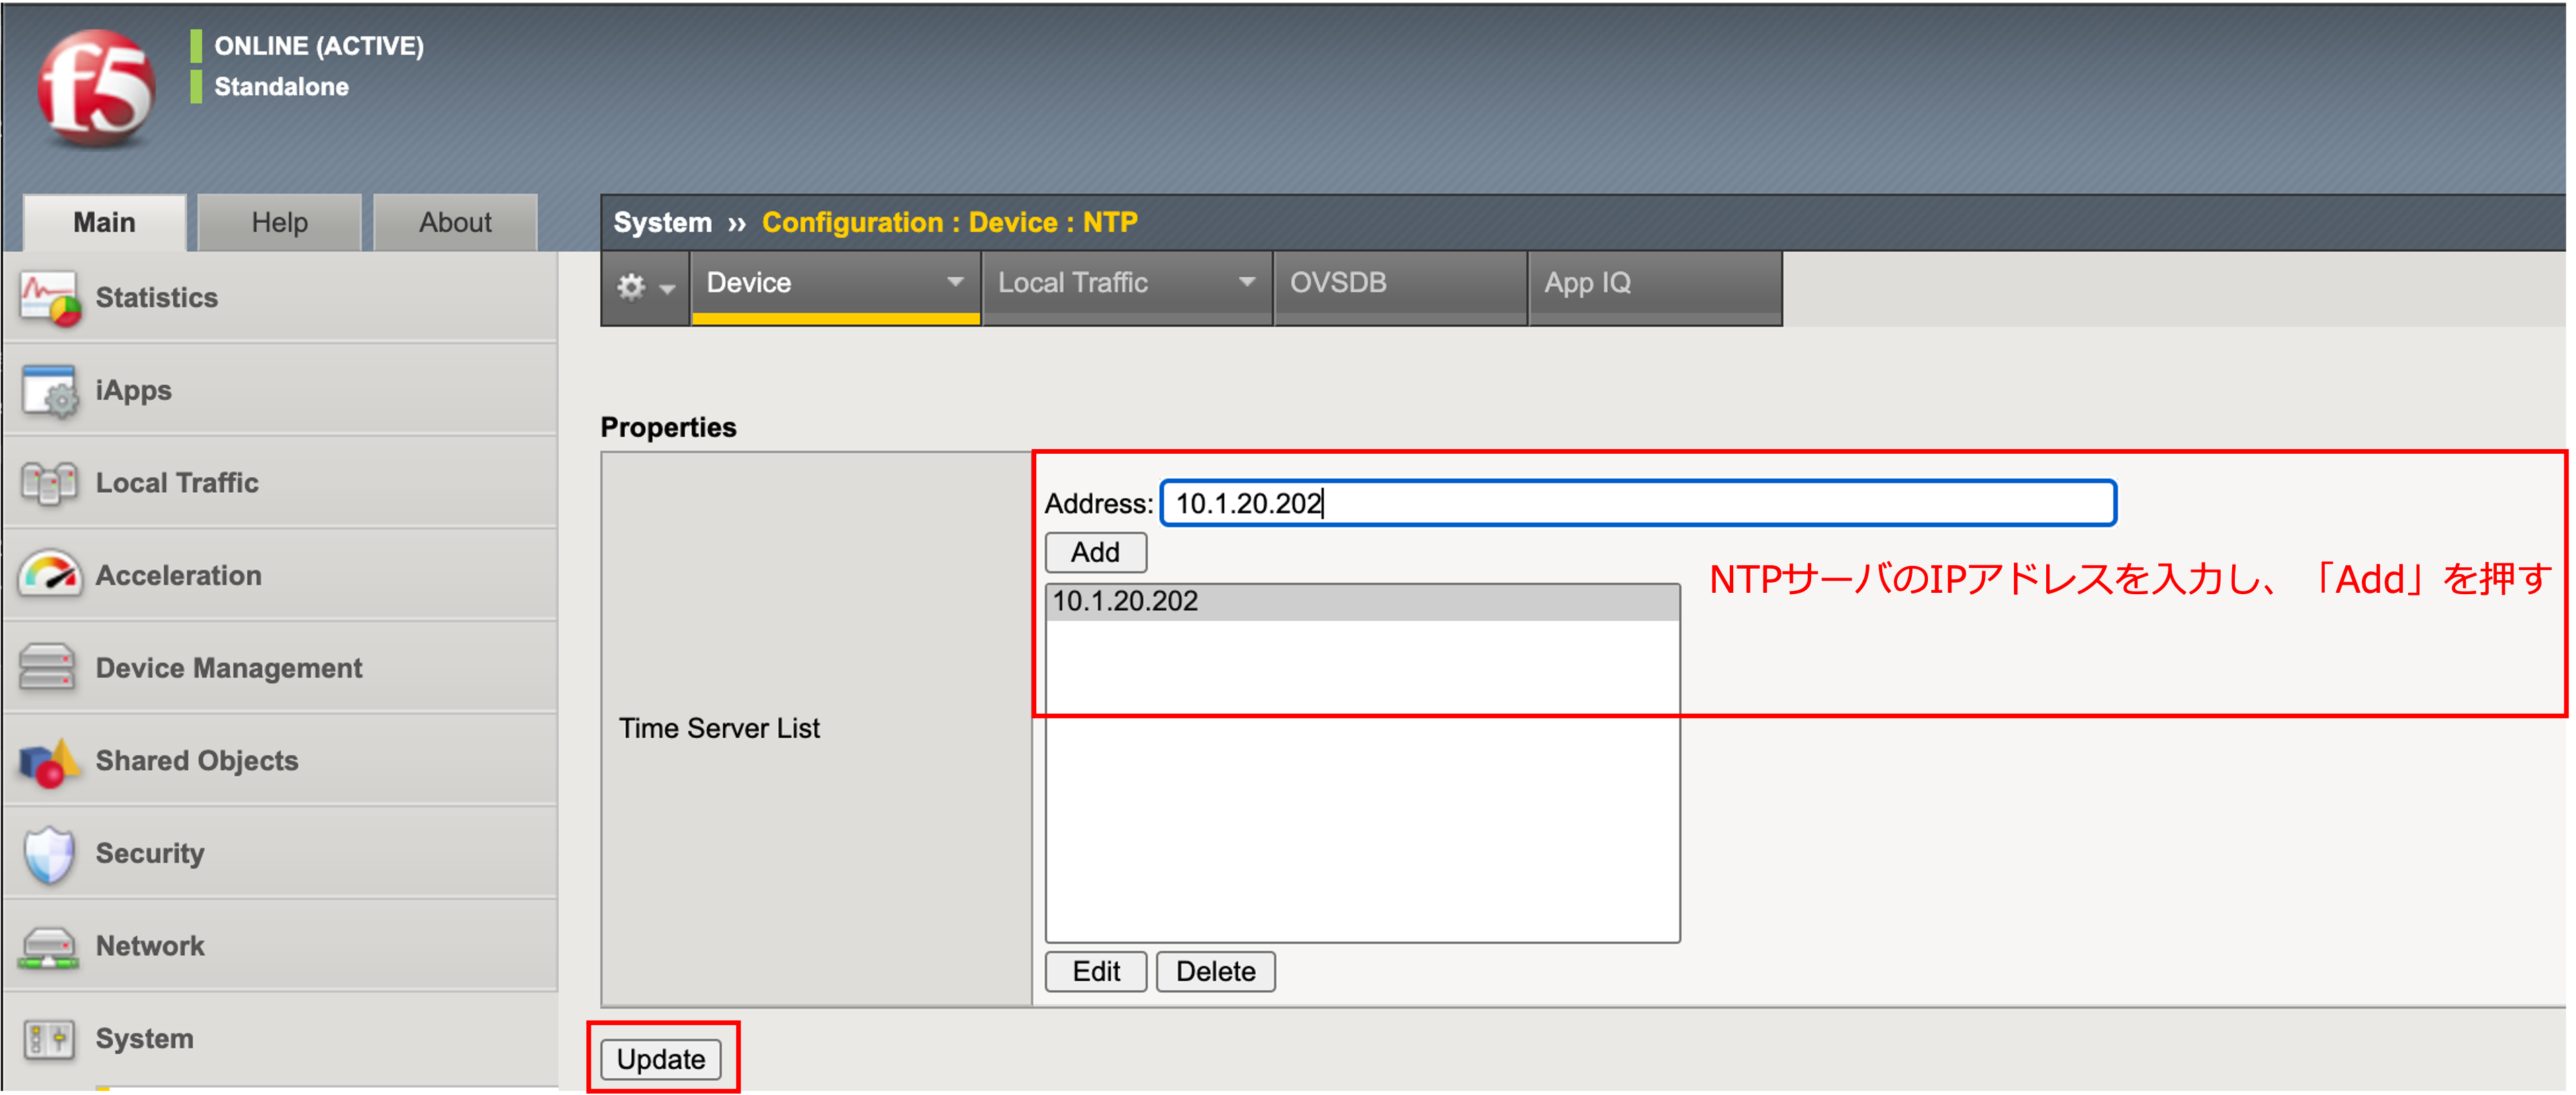 f5
ONLINE (ACTIVE)
Standalone
Main
Help
About
System ›› Configuration : Device : NTP
Device
Local Traffic
OVSDB
App IQ
Statistics
iApps
Local Traffic
Acceleration
Device Management
Shared Objects
Security
Network
System
Properties
Time Server List
Address: 10.1.20.202
Add
10.1.20.202
NTPサーバのIPアドレスを入力し、「Add」を押す
Edit
Delete
Update